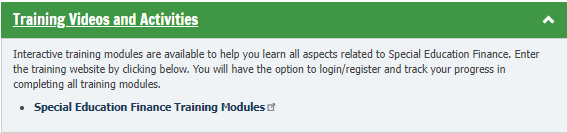 Training Videos and Activities
Interactive training modules are available to help you learn all aspects related to Special Education Finance. Enter
the training website by clicking below. You will have the option to login/register and track your progress in
completing all training modules.
• Special Education Finance Training Modules